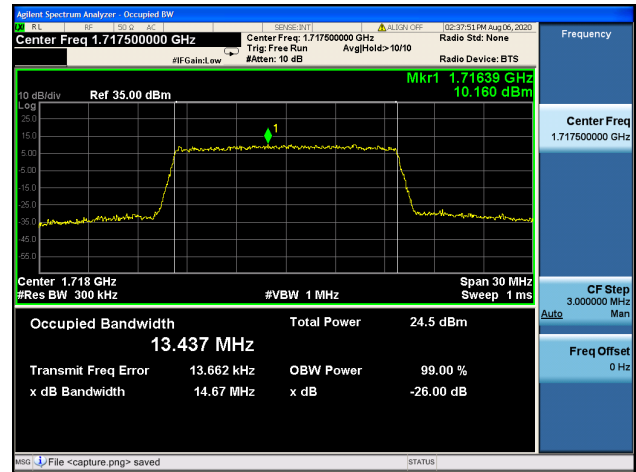 Agilent Spectrum Analyzer - Occupied BW
RL RF 50 Ω AC SENSE:INT ALIGN OFF 02:37:51 PM Aug 06, 2020
Center Freq 1.717500000 GHz
Center Freq: 1.717500000 GHz
Radio Std: None
Trig: Free Run Avg|Hold:>10/10
#IFGain:Low #Atten: 10 dB Radio Device: BTS
Mkr1 1.71639 GHz
10 dB/div Ref 35.00 dBm 10.160 dBm
Log
25.0
15.0
5.00
-5.00
-15.0
-25.0
-35.0
-45.0
-55.0
1
Center 1.718 GHz Span 30 MHz
#Res BW 300 kHz #VBW 1 MHz Sweep 1 ms
Occupied Bandwidth Total Power 24.5 dBm
13.437 MHz
Transmit Freq Error 13.662 kHz OBW Power 99.00 %
x dB Bandwidth 14.67 MHz x dB -26.00 dB
Frequency
Center Freq
1.717500000 GHz
CF Step
3.000000 MHz
Auto Man
Freq Offset
0 Hz
MSG File <capture.png> saved STATUS